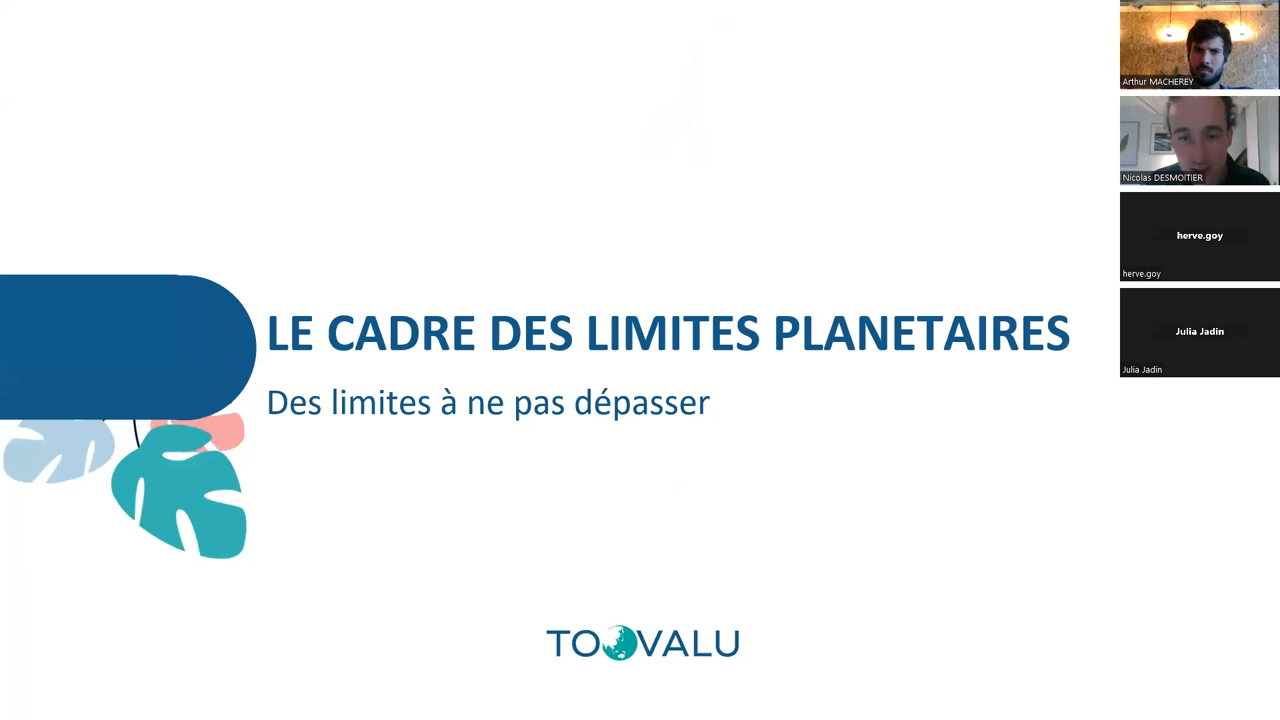 LE CADRE DES LIMITES PLANETAIRES
Des limites à ne pas dépasser
TOOVALU
Arthur MACHEREY
Nicolas DESMOITIER
herve.goy
herve.goy
Julia Jadin
Julia Jadin